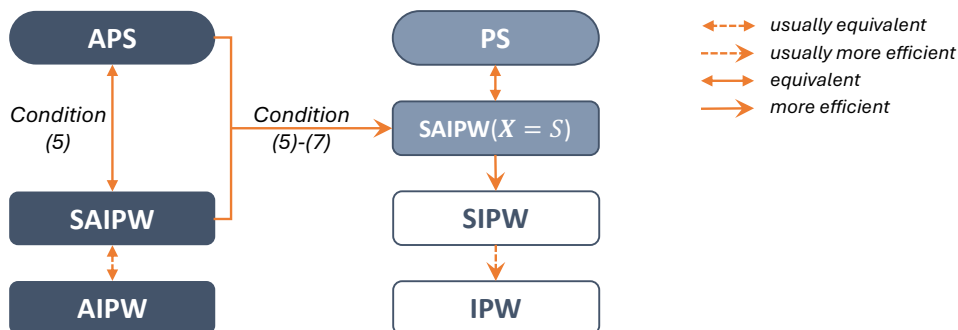 APS
PS
usually equivalent
usually more efficient
equivalent
more efficient
Condition
(5)
Condition
(5)-(7)
SAIPW(X = S)
SAIPW
SIPW
AIPW
IPW